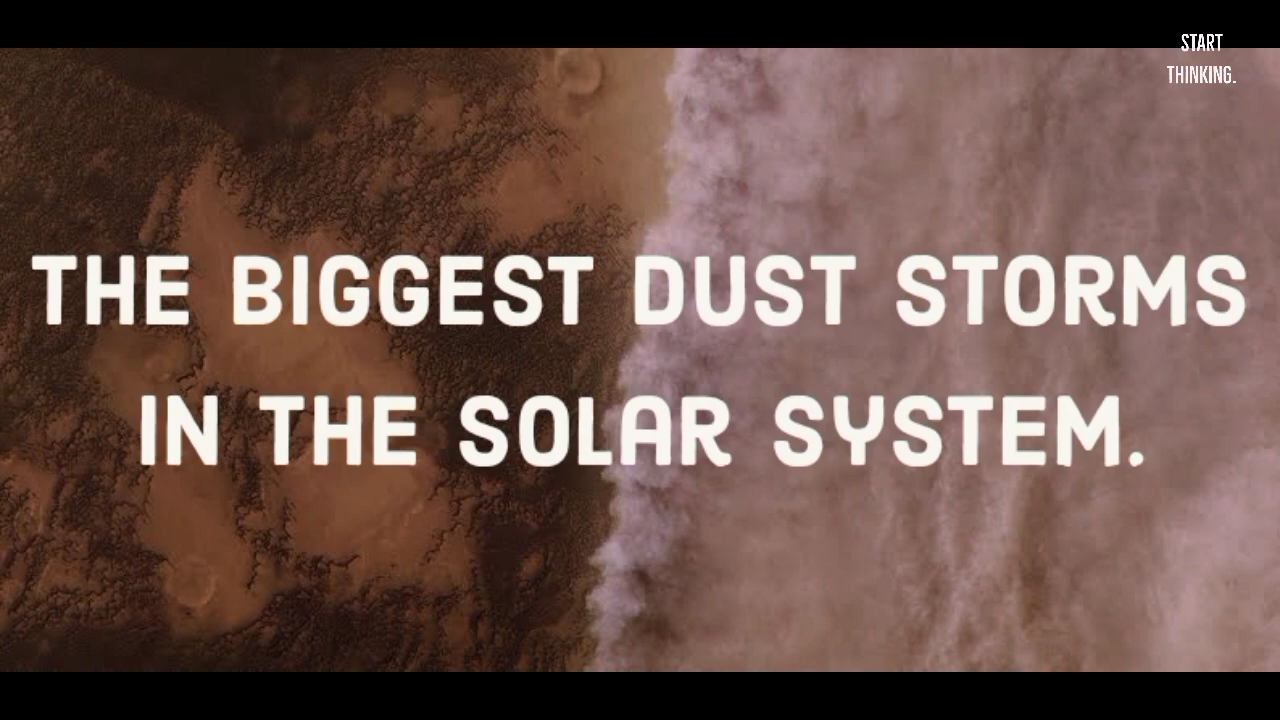 START
THINKING.
THE BIGGEST DUST STORMS
IN THE SOLAR SYSTEM.